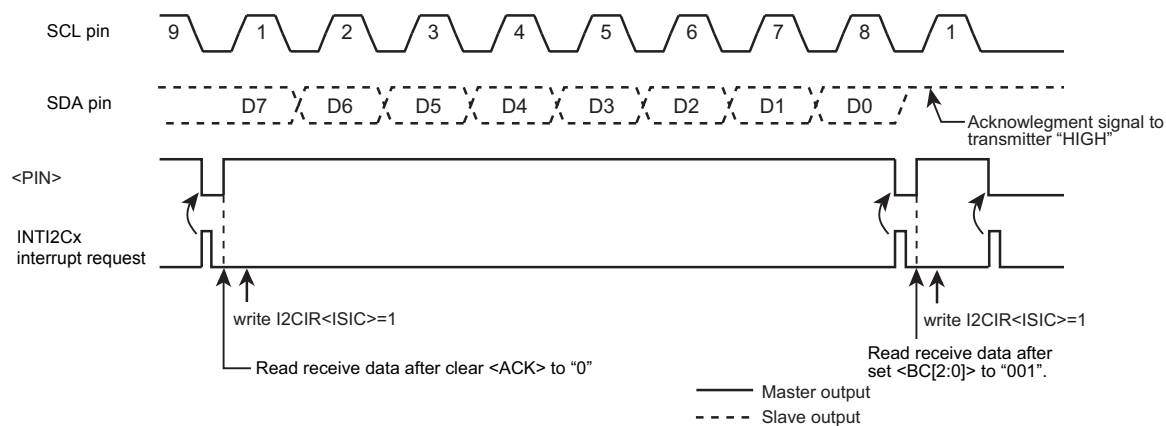 SCL pin
9 1 2 3 4 5 6 7 8 1
SDA pin
D7 D6 D5 D4 D3 D2 D1 D0
Acknowlegment signal to
transmitter “HIGH”
<PIN>
INTI2Cx
interrupt request
write I2CIR<ISIC>=1
write I2CIR<ISIC>=1
Read receive data after clear <ACK> to “0”
Read receive data after
set <BC[2:0]> to “001”.
Master output
Slave output